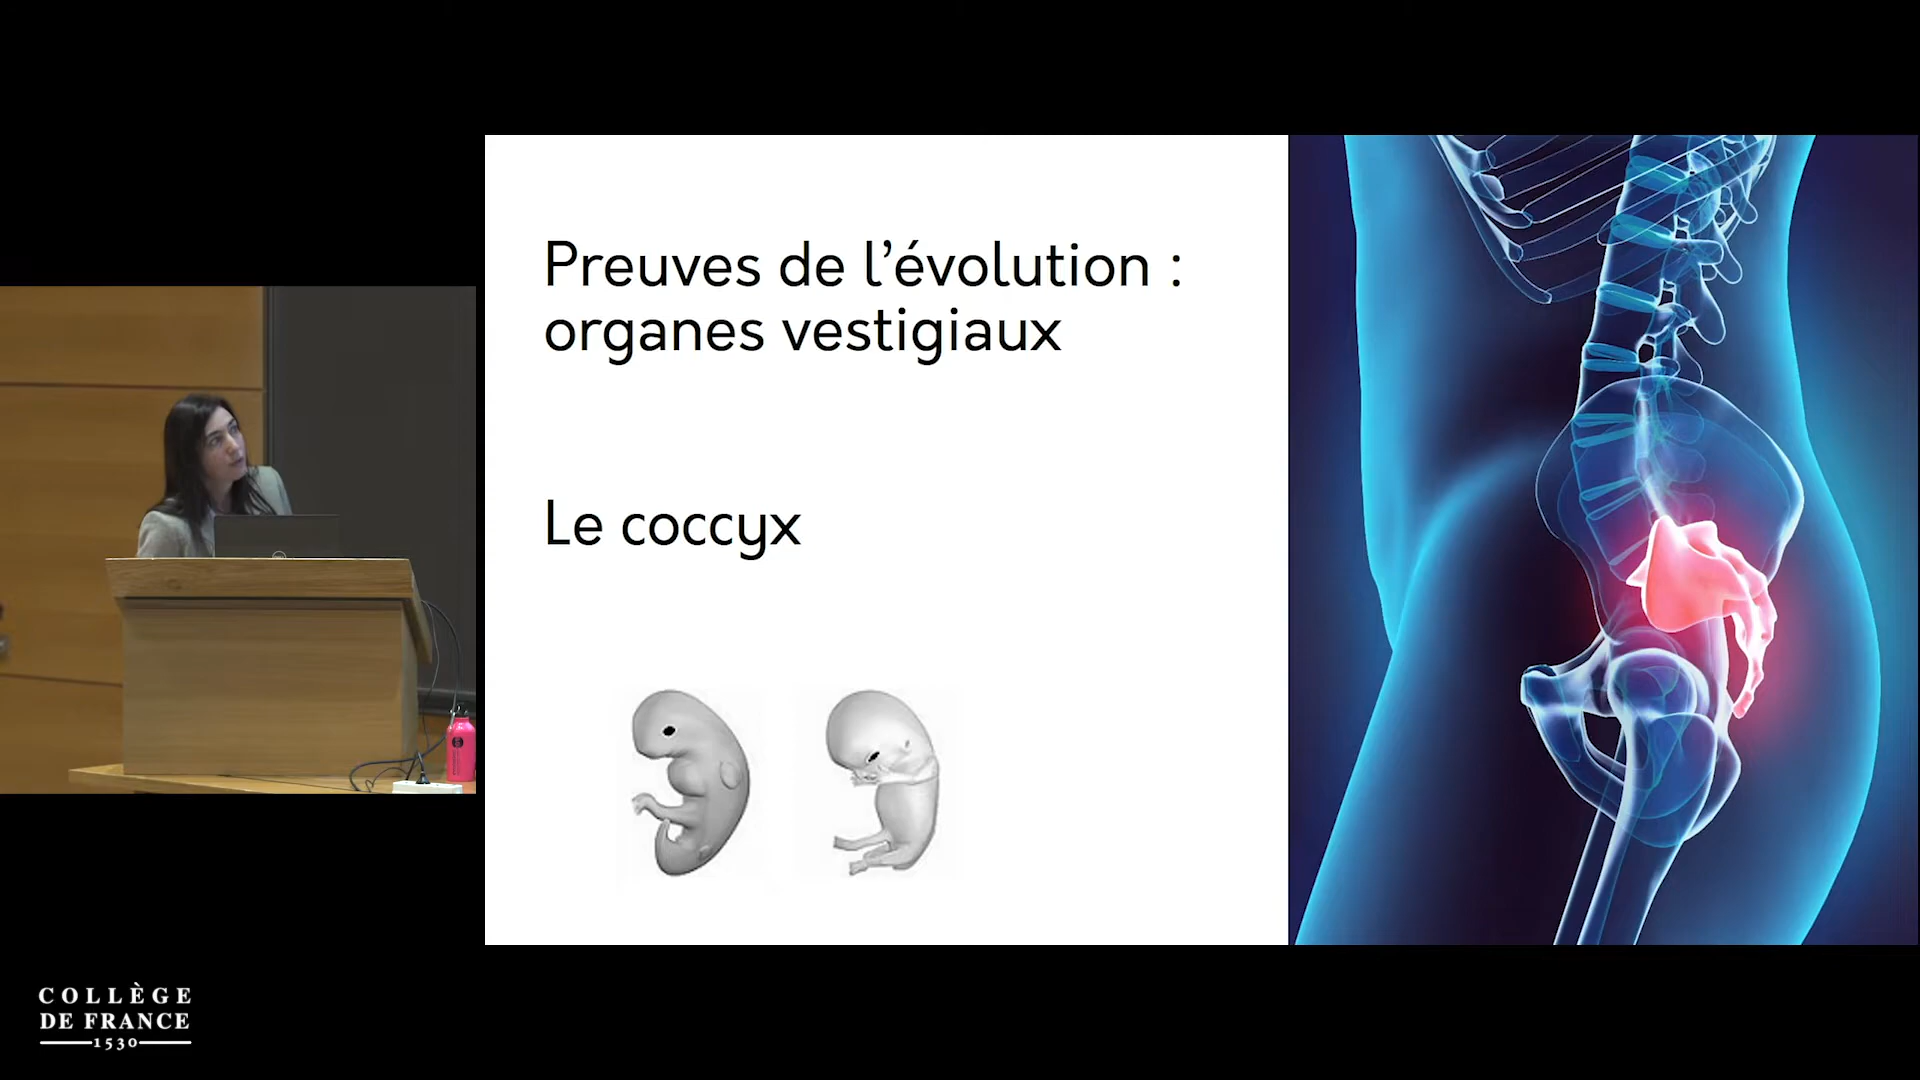 Preuves de l’évolution :
organes vestigiaux
Le coccyx
COLLÈGE
DE FRANCE
1530